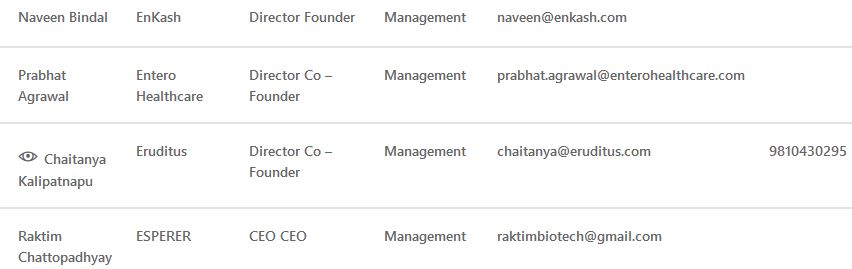 Naveen Bindal EnKash Director Founder Management naveen@enkash.com
Prabhat Entero Director Co – Management prabhat.agrawal@enterohealthcare.com
Agrawal Healthcare Founder
Chaitanya Eruditus Director Co – Management chaitanya@eruditus.com 9810430295
Kalipatnapu Founder
Raktim ESPERER CEO CEO Management raktimbiotech@gmail.com
Chattopadhyay